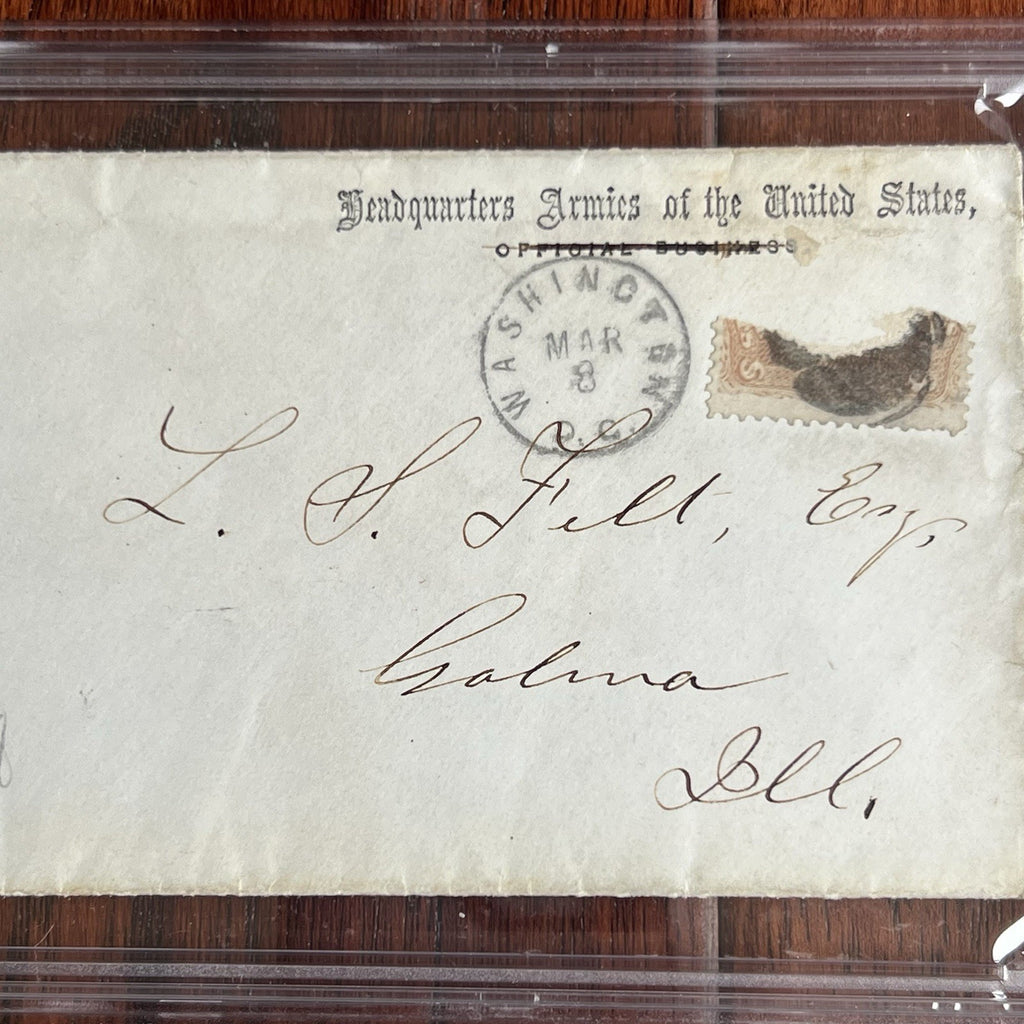 Headquarters Armies of the United States,
OFFICIAL BUSINESS
WASHINGTON
MAR
8
D.C.
L. S. Felt, Esq.
Galena
Ill.